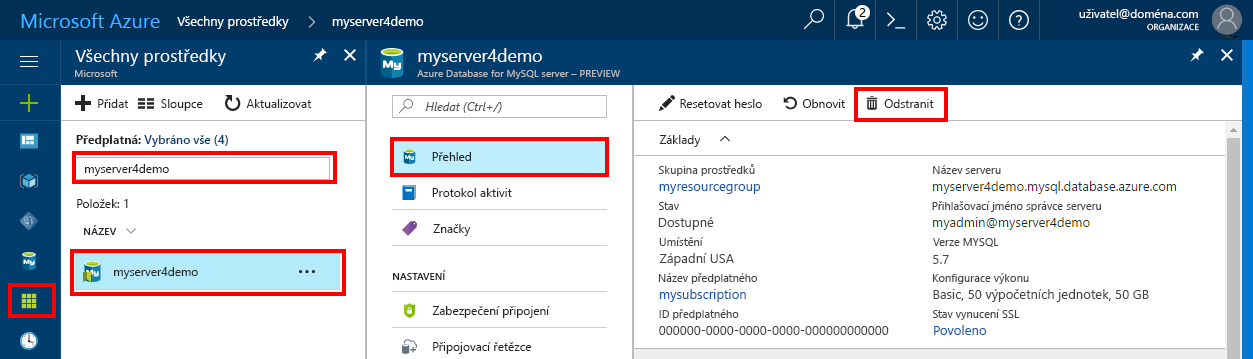 Microsoft Azure Všechny prostředky myserver4demo
2
uživatel@doména.com
ORGANIZACE
Všechny prostředky
Microsoft
Přidat Sloupce Aktualizovat
Předplatná: Vybráno vše (4)
myserver4demo
Položek: 1
NÁZEV
My myserver4demo ...
My
myserver4demo
Azure Database for MySQL server – PREVIEW
Hledat (Ctrl+/)
Přehled
Protokol aktivit
Značky
NASTAVENÍ
Zabezpečení připojení
Připojovací řetězce
Resetovat heslo Obnovit Odstranit
Základy
Skupina prostředků
myresourcegroup
Stav
Dostupné
Umístění
Západní USA
Název předplatného
mysubscription
ID předplatného
000000-0000-0000-0000-000000000000
Název serveru
myserver4demo.mysql.database.azure.com
Přihlašovací jméno správce serveru
myadmin@myserver4demo
Verze MYSQL
5.7
Konfigurace výkonu
Basic, 50 výpočetních jednotek, 50 GB
Stav vynucení SSL
Povoleno